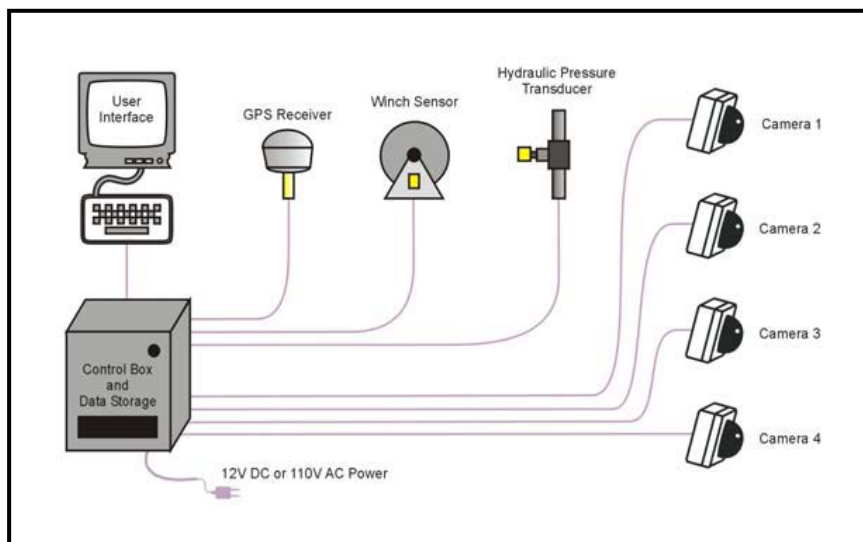 User
Interface
GPS Receiver
Winch Sensor
Hydraulic Pressure
Transducer
Camera 1
Camera 2
Camera 3
Camera 4
Control Box
and
Data Storage
12V DC or 110V AC Power